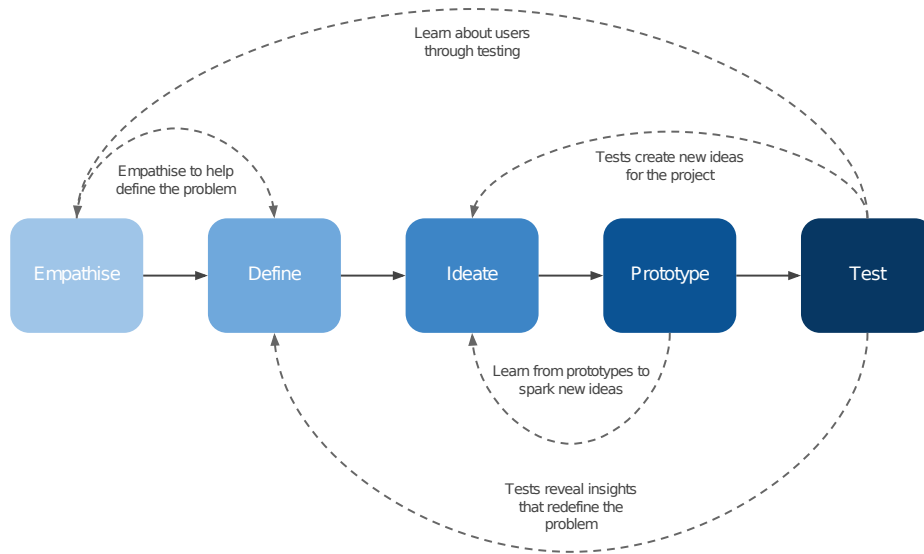 Learn about users
through testing
Empathise to help
define the problem
Tests create new ideas
for the project
Empathise
Define
Ideate
Prototype
Test
Learn from prototypes to
spark new ideas
Tests reveal insights
that redefine the
problem